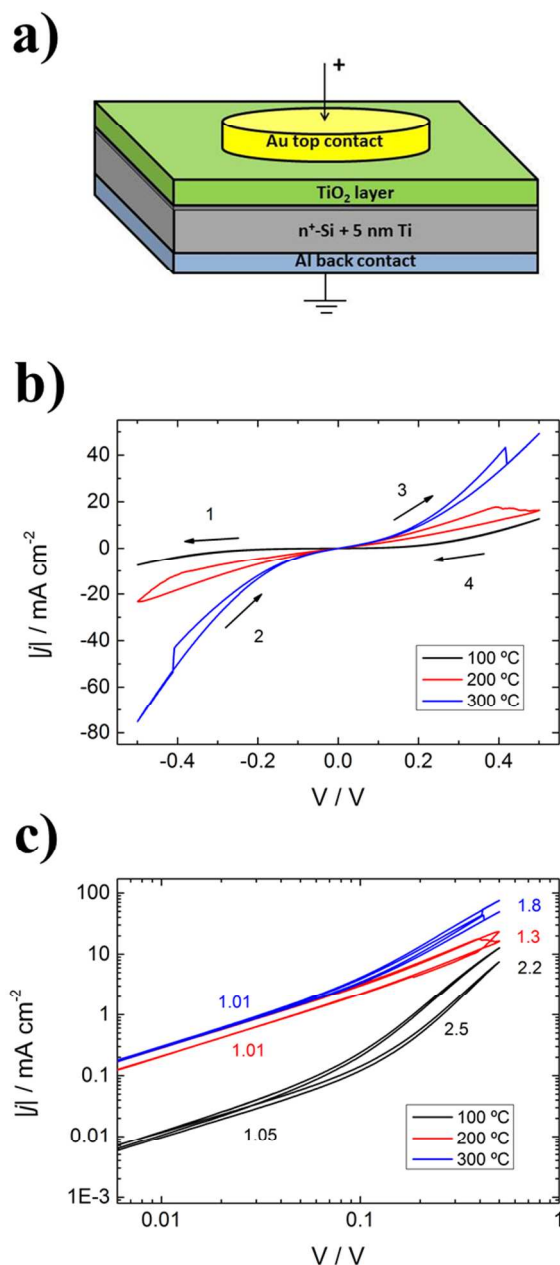 a)
+
Au top contact
TiO₂ layer
n⁺-Si + 5 nm Ti
Al back contact
b)
40
20
0
-20
-40
-60
-80
|j| / mA cm⁻²
1
3
4
2
100 ºC
200 ºC
300 ºC
-0.4 -0.2 0.0 0.2 0.4
V / V
c)
100
10
1
0.1
0.01
1E-3
|j| / mA cm⁻²
1.8
1.3
2.2
1.01
2.5
1.01
1.05
100 ºC
200 ºC
300 ºC
0.01 0.1 1
V / V